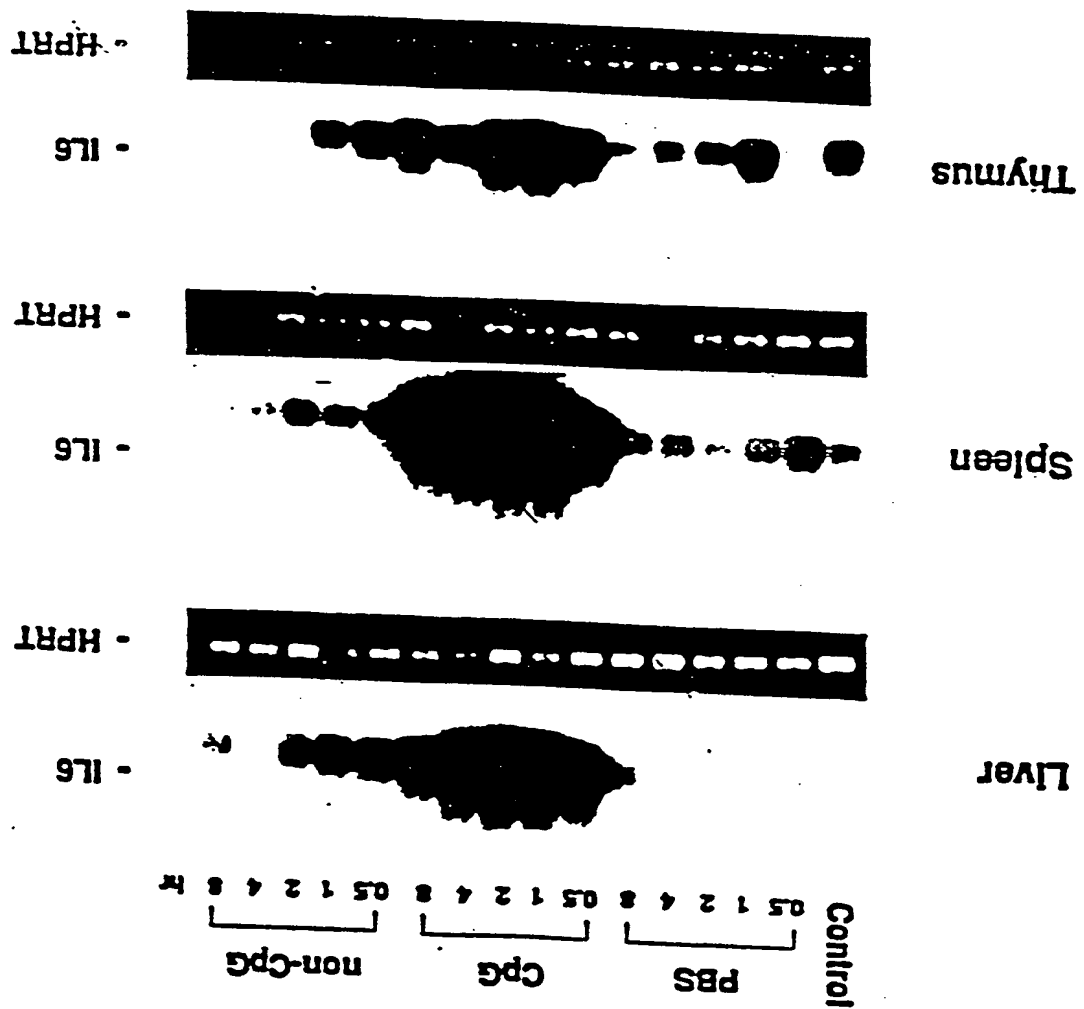 Control PBS CpG non-CpG
0.5 1 2 4 8 0.5 1 2 4 8 0.5 1 2 4 8 hr
Liver - IL6
- HPRT
Spleen - IL6
- HPRT
Thymus - IL6
- HPRT